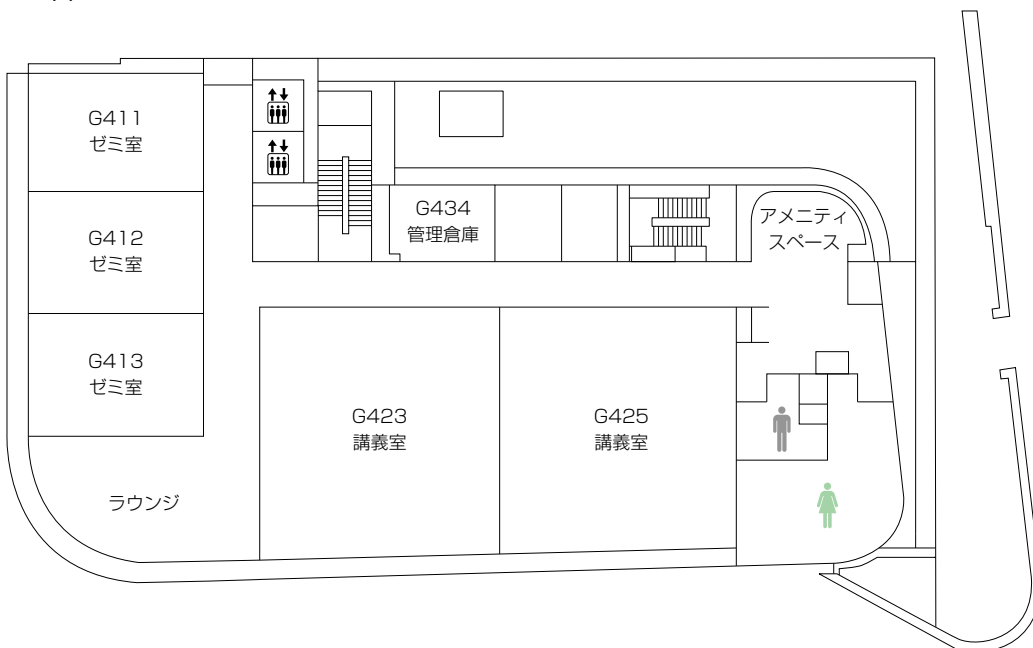 G411
ゼミ室
G412
ゼミ室
G413
ゼミ室
ラウンジ
G434
管理倉庫
アメニティ
スペース
G423
講義室
G425
講義室